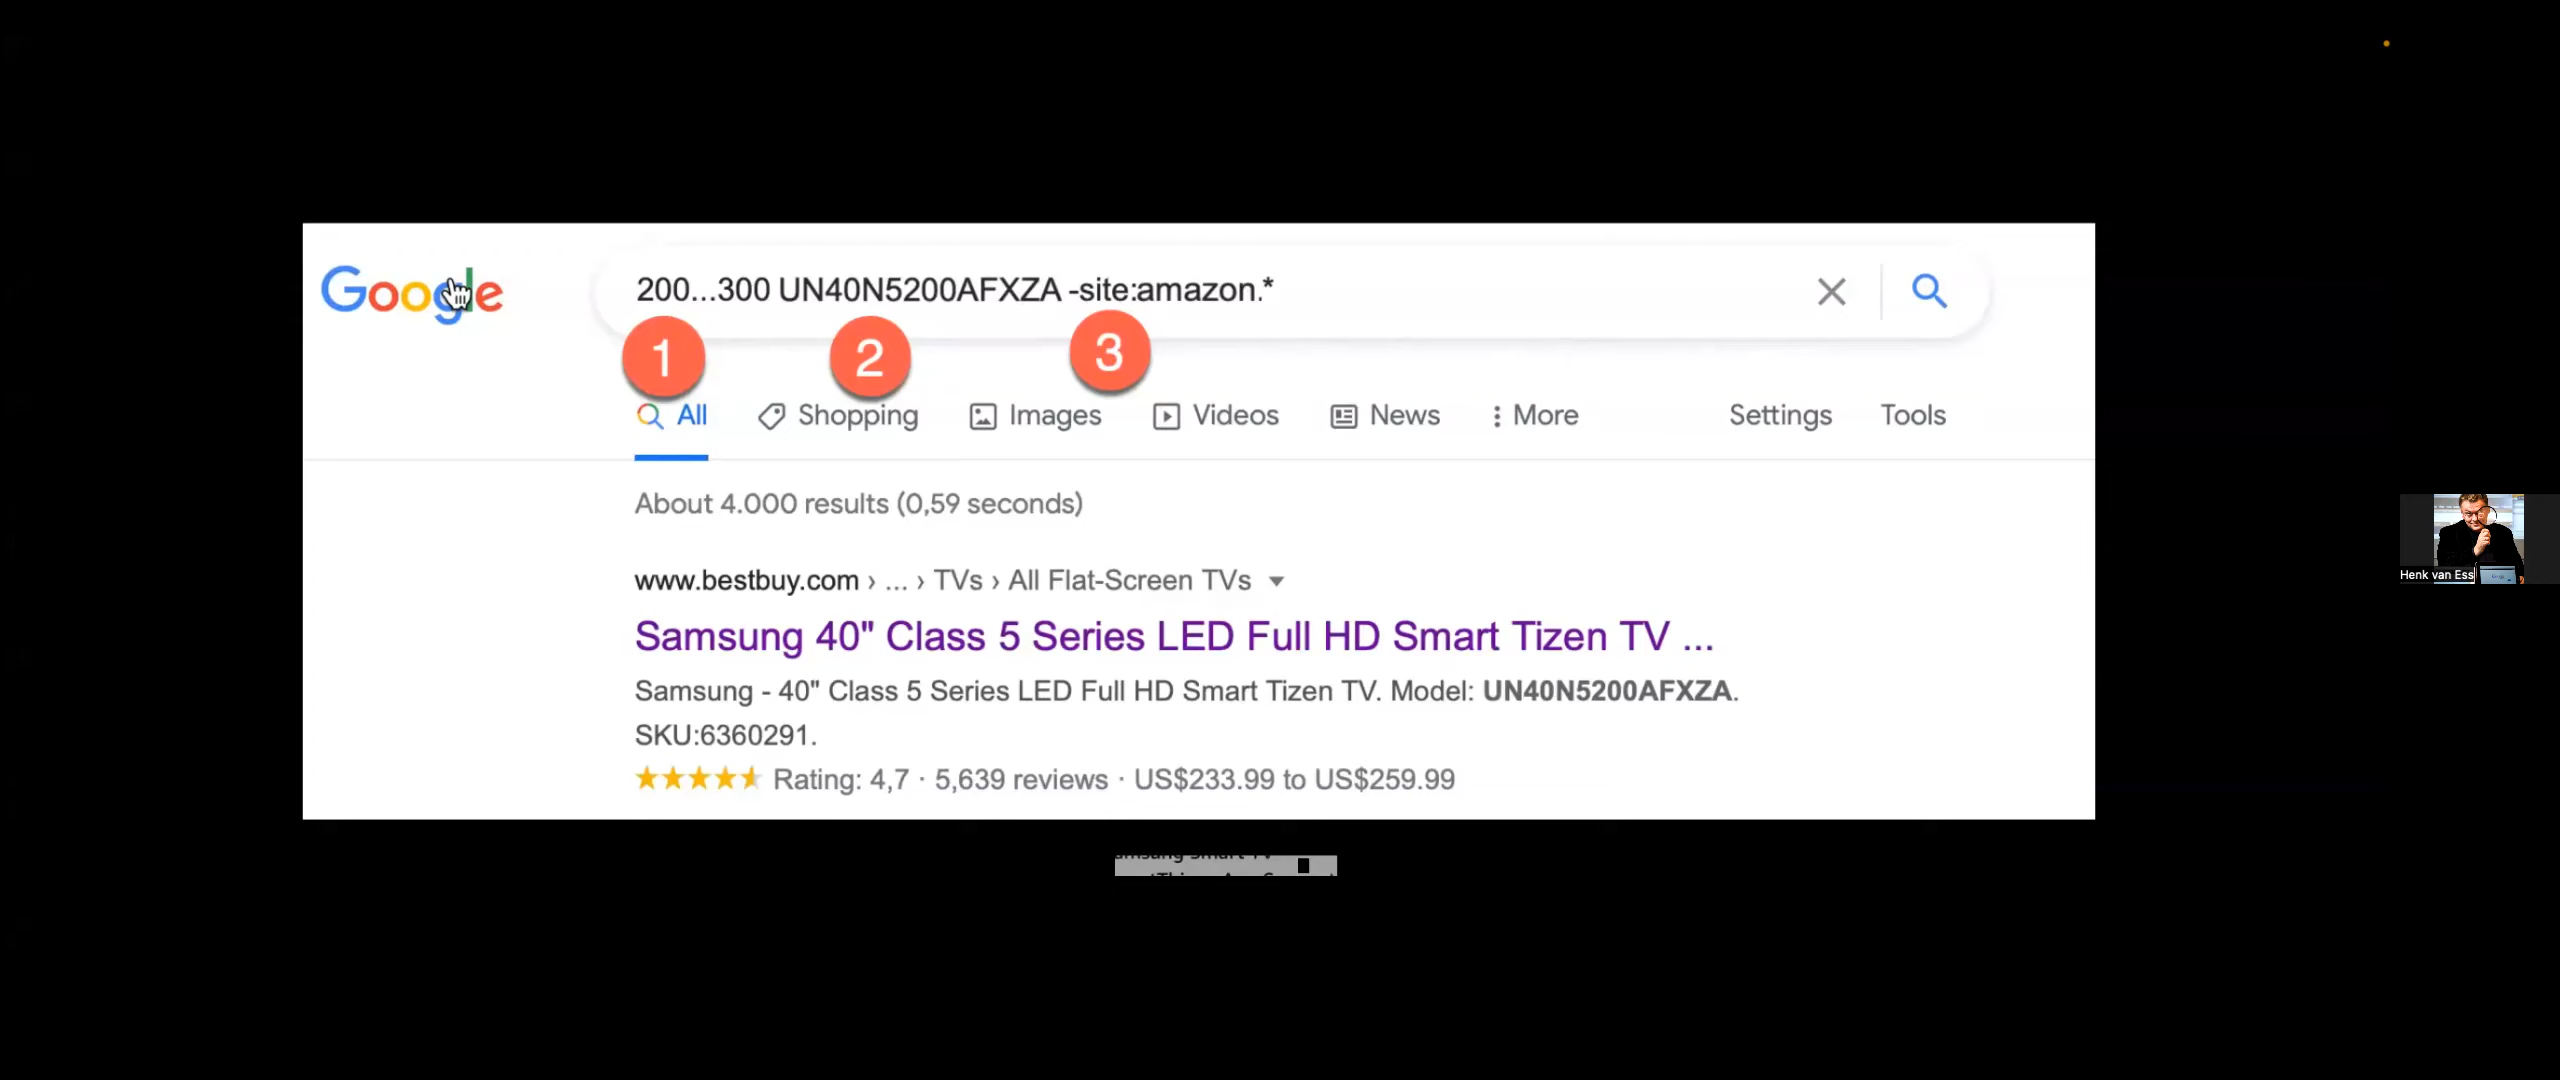 Google
200...300 UN40N5200AFXZA -site:amazon.*
1
2
3
All
Shopping
Images
Videos
News
More
Settings
Tools
About 4.000 results (0,59 seconds)
www.bestbuy.com › ... › TVs › All Flat-Screen TVs
Samsung 40" Class 5 Series LED Full HD Smart Tizen TV ...
Samsung - 40" Class 5 Series LED Full HD Smart Tizen TV. Model: UN40N5200AFXZA.
SKU:6360291.
Rating: 4,7 · 5,639 reviews · US$233.99 to US$259.99
Henk van Ess